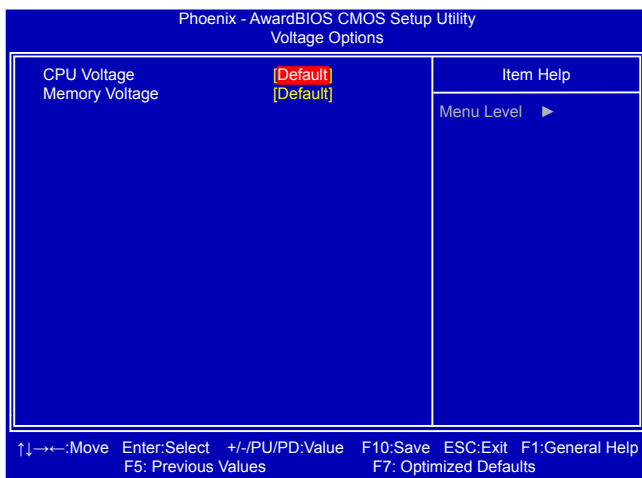 Phoenix - AwardBIOS CMOS Setup Utility
Voltage Options
CPU Voltage [Default]
Memory Voltage [Default]
Item Help
Menu Level ►
↑↓→←:Move Enter:Select +/-/PU/PD:Value F10:Save ESC:Exit F1:General Help
F5: Previous Values F7: Optimized Defaults